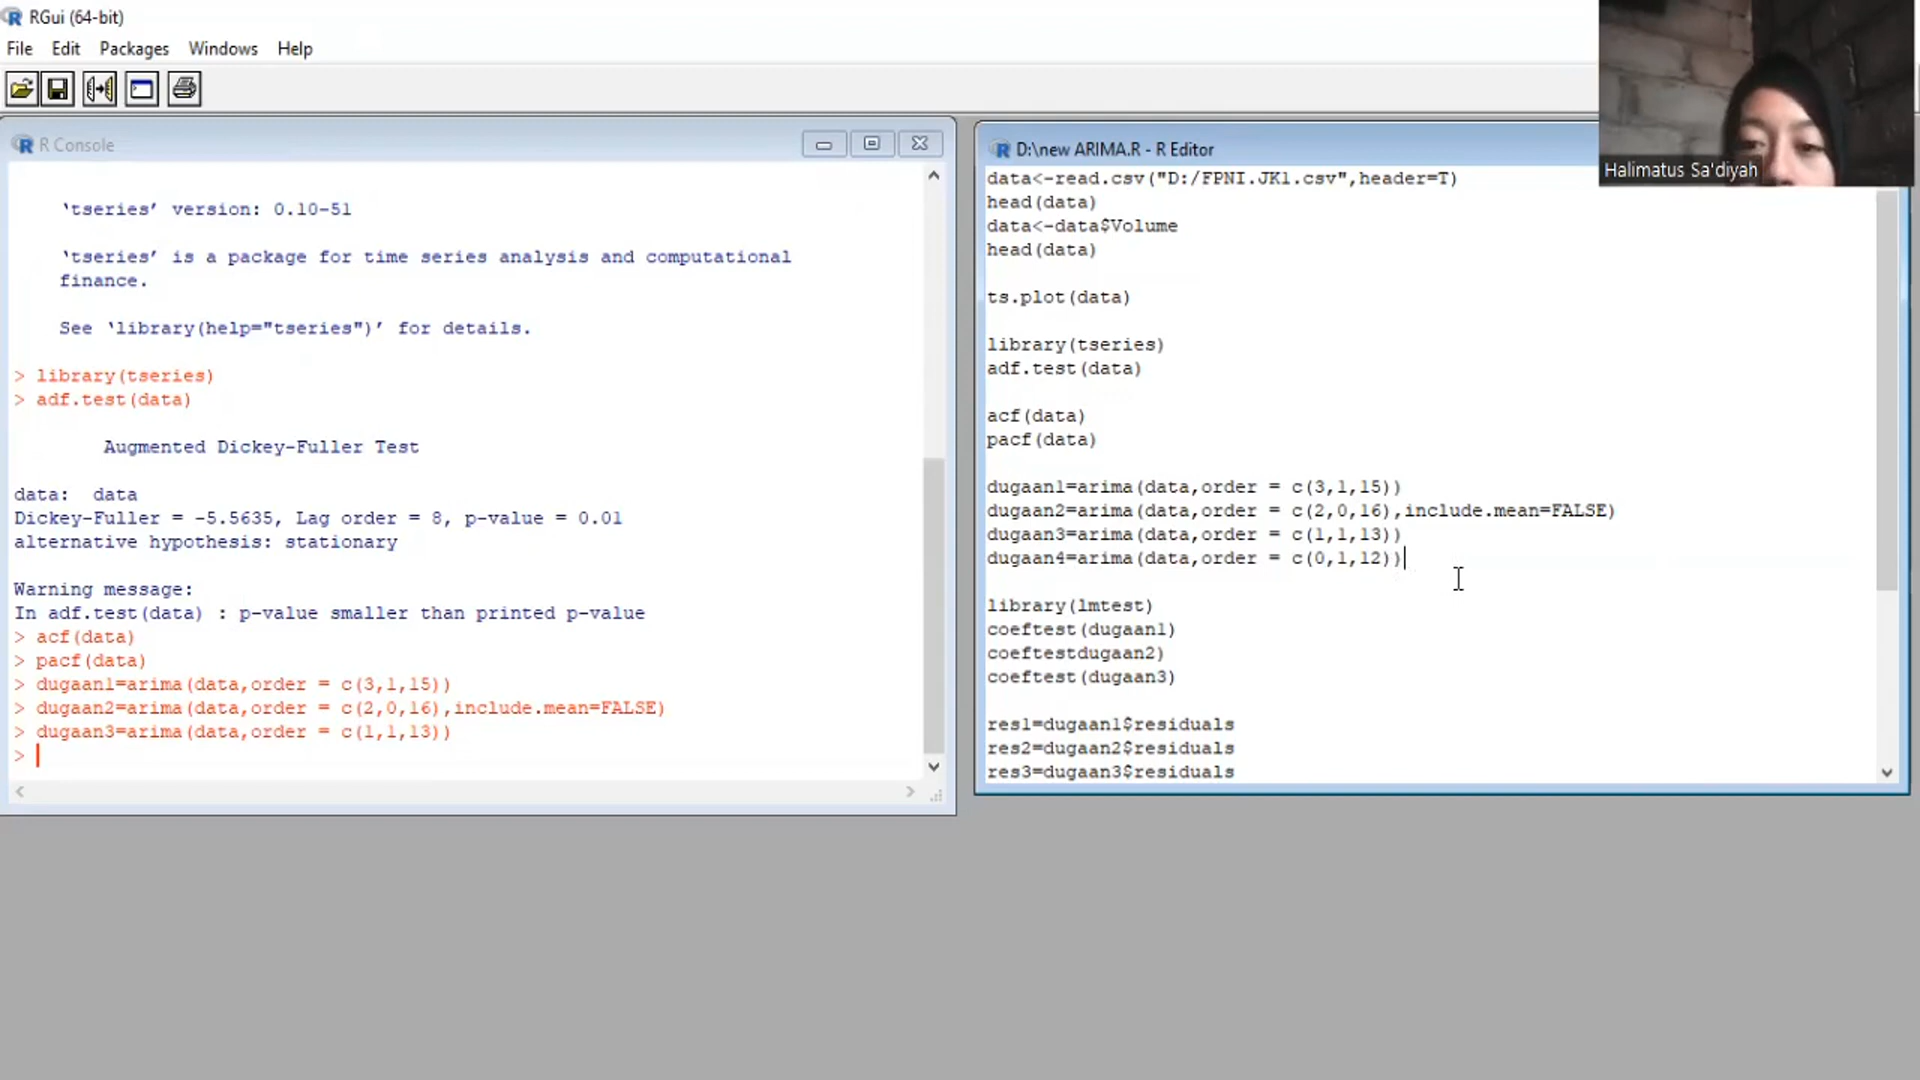 RGui (64-bit)
File Edit Packages Windows Help
R Console
‘tseries’ version: 0.10-51
‘tseries’ is a package for time series analysis and computational
finance.
See ‘library(help="tseries")’ for details.
> library(tseries)
> adf.test(data)
Augmented Dickey-Fuller Test
data:  data
Dickey-Fuller = -5.5635, Lag order = 8, p-value = 0.01
alternative hypothesis: stationary
Warning message:
In adf.test(data) : p-value smaller than printed p-value
> acf(data)
> pacf(data)
> dugaan1=arima(data,order = c(3,1,15))
> dugaan2=arima(data,order = c(2,0,16),include.mean=FALSE)
> dugaan3=arima(data,order = c(1,1,13))
>
D:\new ARIMA.R - R Editor
data<-read.csv("D:/FPNI.JK1.csv",header=T)
head(data)
data<-data$Volume
head(data)
ts.plot(data)
library(tseries)
adf.test(data)
acf(data)
pacf(data)
dugaan1=arima(data,order = c(3,1,15))
dugaan2=arima(data,order = c(2,0,16),include.mean=FALSE)
dugaan3=arima(data,order = c(1,1,13))
dugaan4=arima(data,order = c(0,1,12))
library(lmtest)
coeftest(dugaan1)
coeftestdugaan2)
coeftest(dugaan3)
res1=dugaan1$residuals
res2=dugaan2$residuals
res3=dugaan3$residuals
Halimatus Sa'diyah